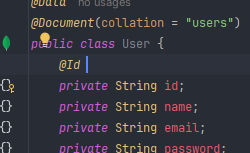 @Data no usages
@Document(collation = "users")
public class User {
@Id
private String id;
private String name;
private String email;
private String password;